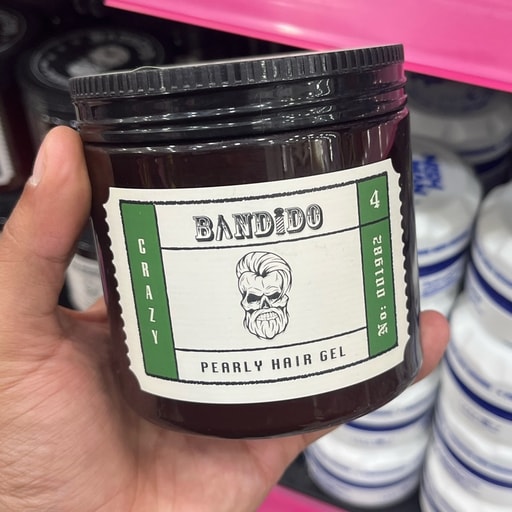 BANDIDO
4
CRAZY
No: 001982
PEARLY HAIR GEL